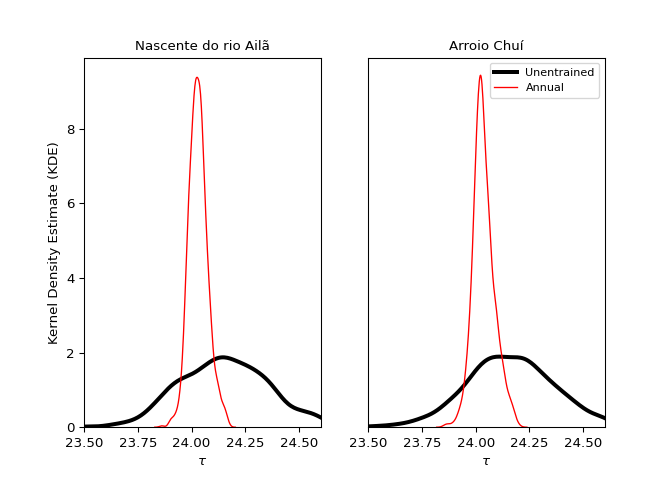 Nascente do rio Ailã
Arroio Chuí
Unentrained
Annual
Kernel Density Estimate (KDE)
8
6
4
2
0
23.50 23.75 24.00 24.25 24.50
23.50 23.75 24.00 24.25 24.50
τ
τ